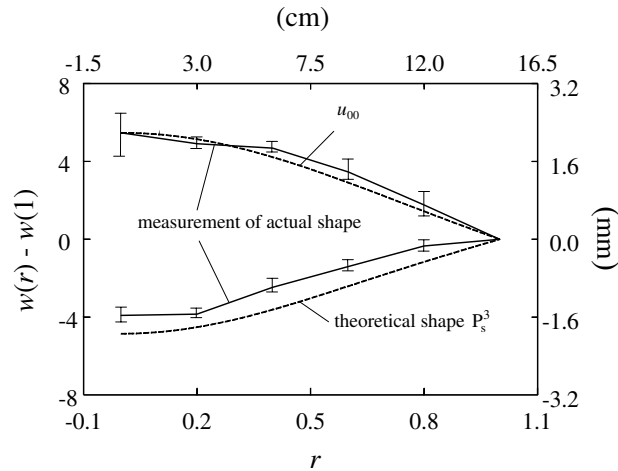 (cm)
-1.5 3.0 7.5 12.0 16.5
8 3.2
u00
4 1.6
measurement of actual shape
0 0.0
w(r) - w(1)
(mm)
-4 -1.6
theoretical shape P_s^3
-8 -3.2
-0.1 0.2 0.5 0.8 1.1
r